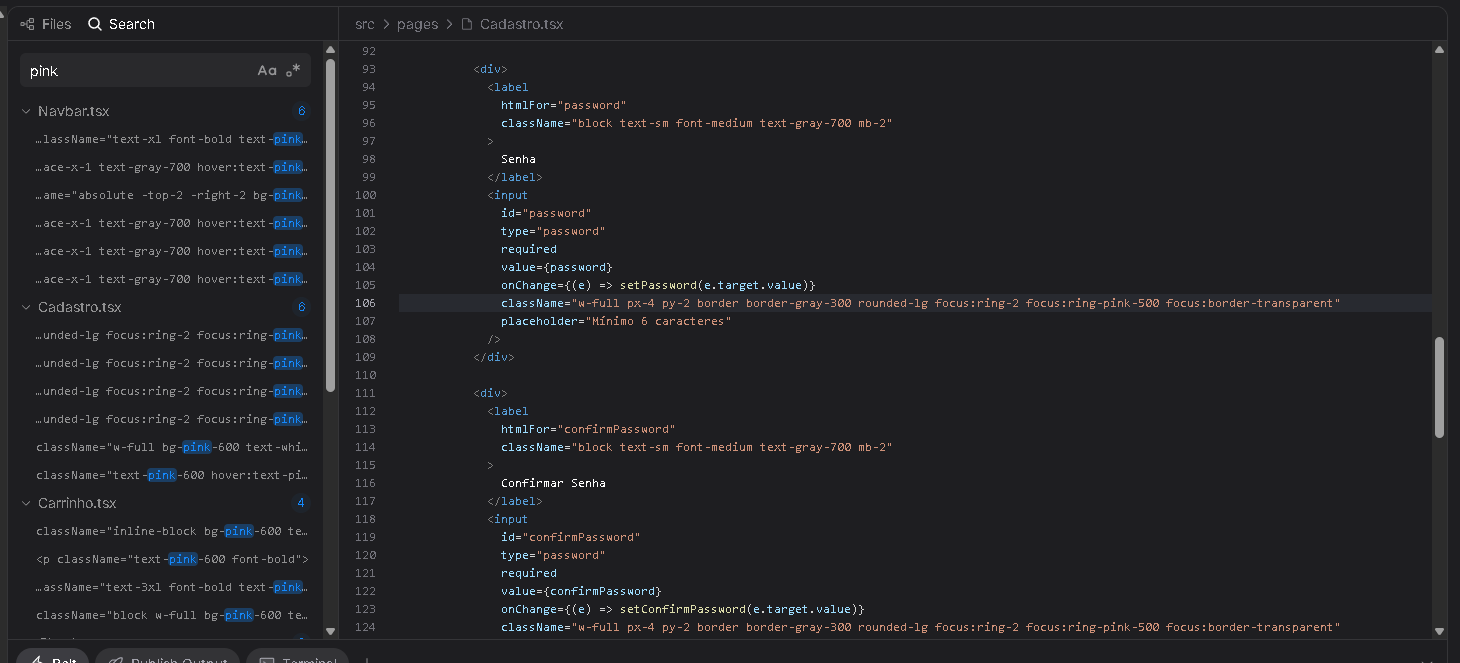 Files Search
pink Aa .*
Navbar.tsx 6
…lassName="text-xl font-bold text-pink…
…ace-x-1 text-gray-700 hover:text-pink…
…ame="absolute -top-2 -right-2 bg-pink…
…ace-x-1 text-gray-700 hover:text-pink…
…ace-x-1 text-gray-700 hover:text-pink…
…ace-x-1 text-gray-700 hover:text-pink…
Cadastro.tsx 6
…unded-lg focus:ring-2 focus:ring-pink…
…unded-lg focus:ring-2 focus:ring-pink…
…unded-lg focus:ring-2 focus:ring-pink…
…unded-lg focus:ring-2 focus:ring-pink…
className="w-full bg-pink-600 text-whi…
className="text-pink-600 hover:text-pi…
Carrinho.tsx 4
className="inline-block bg-pink-600 te…
<p className="text-pink-600 font-bold">
…assName="text-3xl font-bold text-pink…
className="block w-full bg-pink-600 te…
src > pages > Cadastro.tsx
92
93 <div>
94 <label
95 htmlFor="password"
96 className="block text-sm font-medium text-gray-700 mb-2"
97 >
98 Senha
99 </label>
100 <input
101 id="password"
102 type="password"
103 required
104 value={password}
105 onChange={(e) => setPassword(e.target.value)}
106 className="w-full px-4 py-2 border border-gray-300 rounded-lg focus:ring-2 focus:ring-pink-500 focus:border-transparent"
107 placeholder="Mínimo 6 caracteres"
108 />
109 </div>
110
111 <div>
112 <label
113 htmlFor="confirmPassword"
114 className="block text-sm font-medium text-gray-700 mb-2"
115 >
116 Confirmar Senha
117 </label>
118 <input
119 id="confirmPassword"
120 type="password"
121 required
122 value={confirmPassword}
123 onChange={(e) => setConfirmPassword(e.target.value)}
124 className="w-full px-4 py-2 border border-gray-300 rounded-lg focus:ring-2 focus:ring-pink-500 focus:border-transparent"
Bolt Publish Output Terminal